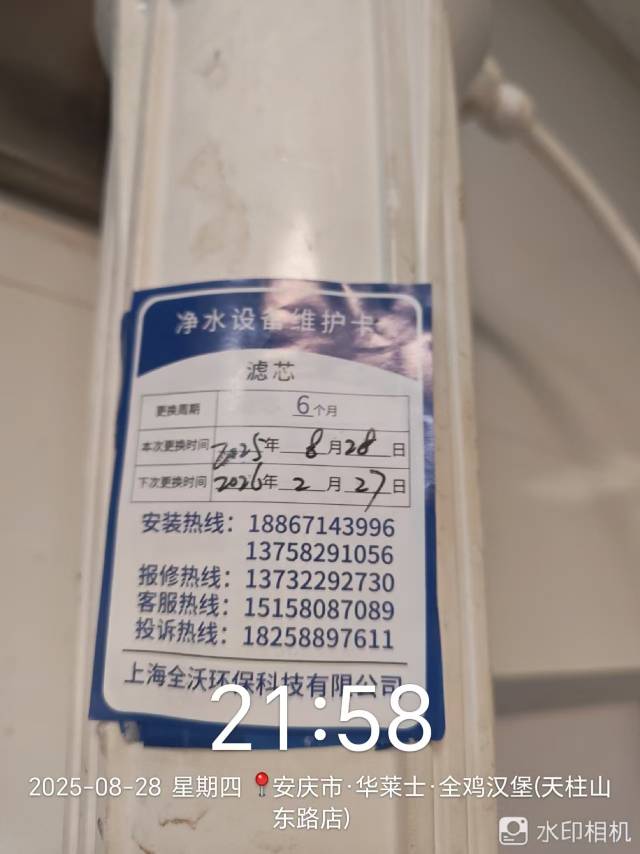 净水设备维护卡
滤芯
更换周期 6个月
本次更换时间 2025年 8月28日
下次更换时间 2026年 2月27日
安装热线：18867143996
13758291056
报修热线：13732292730
客服热线：15158087089
投诉热线：18258897611
上海全沃环保科技有限公司
21:58
2025-08-28 星期四 安庆市·华莱士·全鸡汉堡(天柱山
东路店)
水印相机